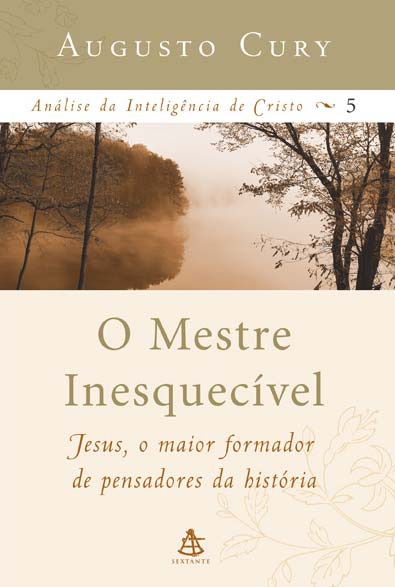 AUGUSTO CURY
Análise da Inteligência de Cristo ~ 5
O Mestre
Inesquecível
Jesus, o maior formador
de pensadores da história
SEXTANTE